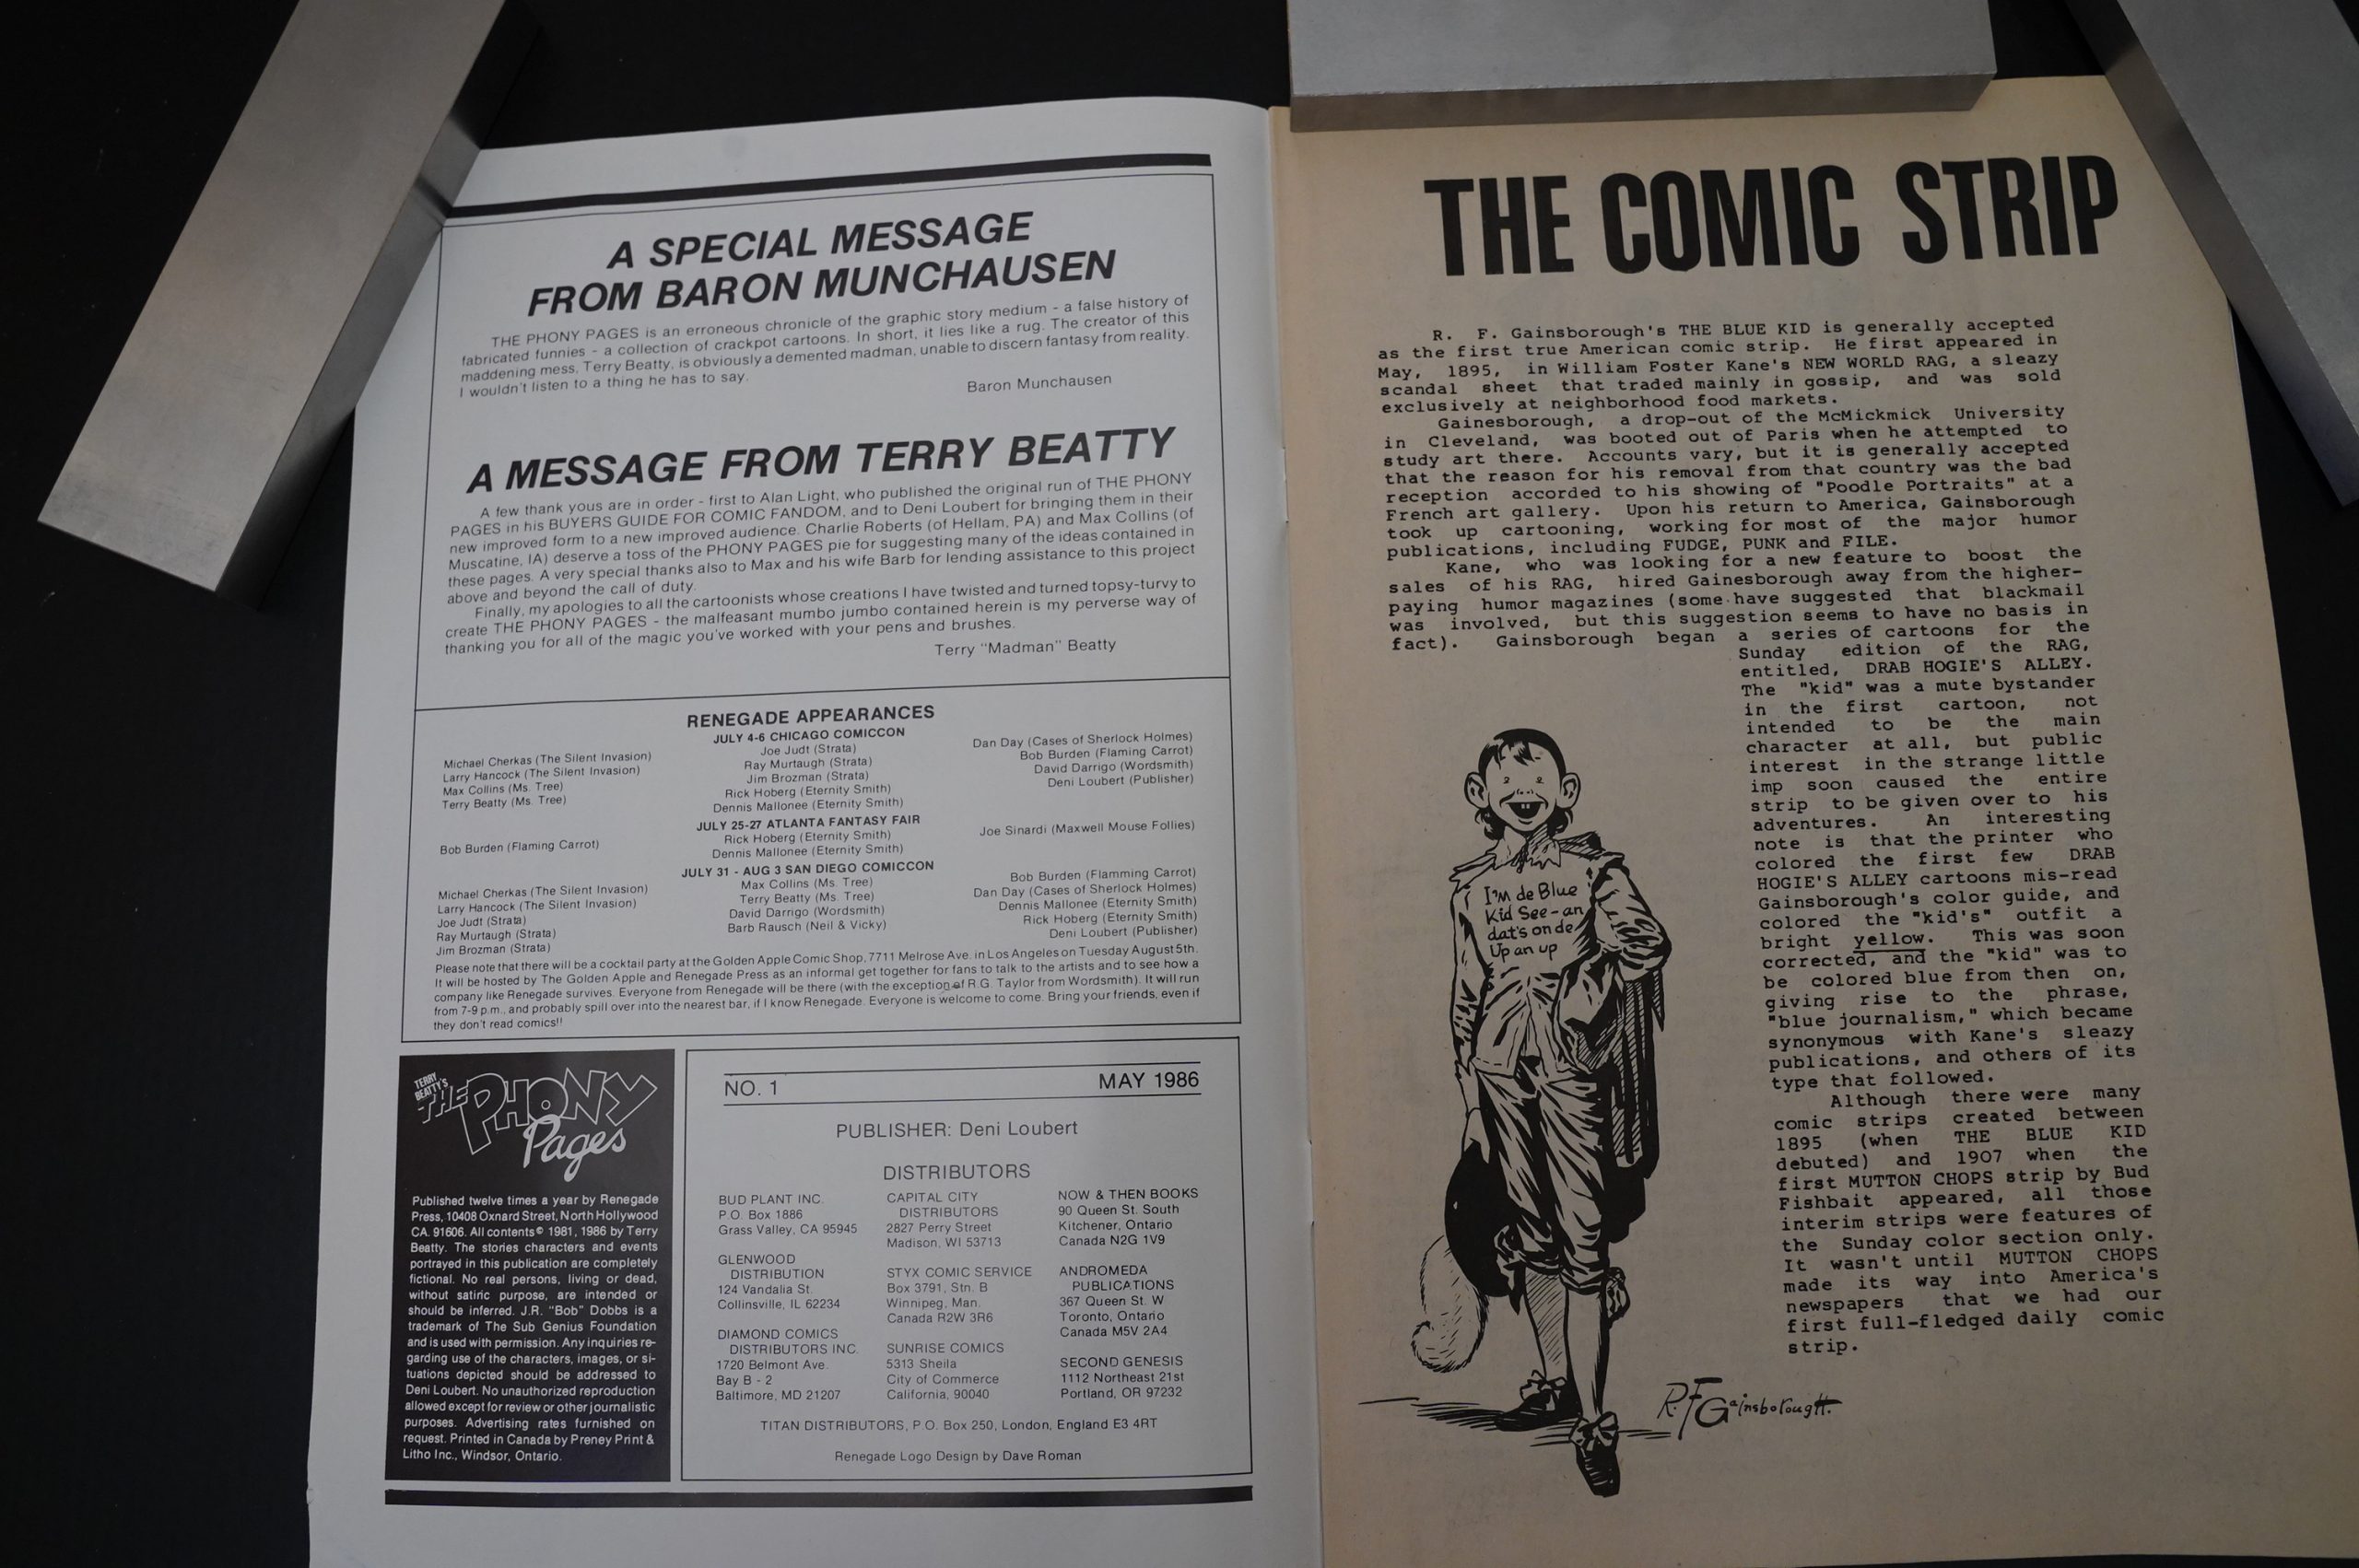 A SPECIAL MESSAGE
FROM BARON MUNCHAUSEN
THE PHONY PAGES is an erroneous chronicle of the graphic story medium - a false history of
fabricated funnies - a collection of crackpot cartoons. In short, it lies like a rug. The creator of this
maddening mess, Terry Beatty, is obviously a demented madman, unable to discern fantasy from reality.
I wouldn't listen to a thing he has to say.
Baron Munchausen
A MESSAGE FROM TERRY BEATTY
A few thank yous are in order - first to Alan Light, who published the original run of THE PHONY
PAGES in his BUYERS GUIDE FOR COMIC FANDOM, and to Deni Loubert for bringing them in their
new improved form to a new improved audience. Charlie Roberts (of Hellam, PA) and Max Collins (of
Muscatine, IA) deserve a toss of the PHONY PAGES pie for suggesting many of the ideas contained in
these pages. A very special thanks also to Max and his wife Barb for lending assistance to this project
above and beyond the call of duty.
Finally, my apologies to all the cartoonists whose creations I have twisted and turned topsy-turvy to
create THE PHONY PAGES - the malfeasant mumbo jumbo contained herein is my perverse way of
thanking you for all of the magic you've worked with your pens and brushes.
Terry "Madman" Beatty
RENEGADE APPEARANCES
JULY 4-6 CHICAGO COMICCON
Michael Cherkas (The Silent Invasion)
Larry Hancock (The Silent Invasion)
Max Collins (Ms. Tree)
Terry Beatty (Ms. Tree)
Joe Judt (Strata)
Ray Murtaugh (Strata)
Jim Brozman (Strata)
Rick Hoberg (Eternity Smith)
Dennis Mallonee (Eternity Smith)
Dan Day (Cases of Sherlock Holmes)
Bob Burden (Flaming Carrot)
David Darrigo (Wordsmith)
Deni Loubert (Publisher)
JULY 25-27 ATLANTA FANTASY FAIR
Bob Burden (Flaming Carrot)
Rick Hoberg (Eternity Smith)
Dennis Mallonee (Eternity Smith)
Joe Sinardi (Maxwell Mouse Follies)
JULY 31 - AUG 3 SAN DIEGO COMICCON
Michael Cherkas (The Silent Invasion)
Larry Hancock (The Silent Invasion)
Joe Judt (Strata)
Ray Murtaugh (Strata)
Jim Brozman (Strata)
Max Collins (Ms. Tree)
Terry Beatty (Ms. Tree)
David Darrigo (Wordsmith)
Barb Rausch (Neil & Vicky)
Bob Burden (Flamming Carrot)
Dan Day (Cases of Sherlock Holmes)
Dennis Mallonee (Eternity Smith)
Rick Hoberg (Eternity Smith)
Deni Loubert (Publisher)
Please note that there will be a cocktail party at the Golden Apple Comic Shop, 7711 Melrose Ave. in Los Angeles on Tuesday August 5th.
It will be hosted by The Golden Apple and Renegade Press as an informal get together for fans to talk to the artists and to see how a
company like Renegade survives. Everyone from Renegade will be there (with the exception of R.G. Taylor from Wordsmith). It will run
from 7-9 p.m., and probably spill over into the nearest bar, if I know Renegade. Everyone is welcome to come. Bring your friends, even if
they don't read comics!!
TERRY
BEATTY'S
THE PHONY
Pages
Published twelve times a year by Renegade
Press, 10408 Oxnard Street, North Hollywood
CA. 91606. All contents © 1981, 1986 by Terry
Beatty. The stories characters and events
portrayed in this publication are completely
fictional. No real persons, living or dead,
without satiric purpose, are intended or
should be inferred. J.R. "Bob" Dobbs is a
trademark of The Sub Genius Foundation
and is used with permission. Any inquiries re-
garding use of the characters, images, or si-
tuations depicted should be addressed to
Deni Loubert. No unauthorized reproduction
allowed except for review or other journalistic
purposes. Advertising rates furnished on
request. Printed in Canada by Preney Print &
Litho Inc., Windsor, Ontario.
NO. 1 MAY 1986
PUBLISHER: Deni Loubert
DISTRIBUTORS
BUD PLANT INC.
P.O. Box 1886
Grass Valley, CA 95945
GLENWOOD
DISTRIBUTION
124 Vandalia St.
Collinsville, IL 62234
DIAMOND COMICS
DISTRIBUTORS INC.
1720 Belmont Ave.
Bay B - 2
Baltimore, MD 21207
CAPITAL CITY
DISTRIBUTORS
2827 Perry Street
Madison, WI 53713
STYX COMIC SERVICE
Box 3791, Stn. B
Winnipeg, Man.
Canada R2W 3R6
SUNRISE COMICS
5313 Sheila
City of Commerce
California, 90040
NOW & THEN BOOKS
90 Queen St. South
Kitchener, Ontario
Canada N2G 1V9
ANDROMEDA
PUBLICATIONS
367 Queen St. W
Toronto, Ontario
Canada M5V 2A4
SECOND GENESIS
1112 Northeast 21st
Portland, OR 97232
TITAN DISTRIBUTORS, P.O. Box 250, London, England E3 4RT
Renegade Logo Design by Dave Roman
THE COMIC STRIP
R. F. Gainsborough's THE BLUE KID is generally accepted
as the first true American comic strip. He first appeared in
May, 1895, in William Foster Kane's NEW WORLD RAG, a sleazy
scandal sheet that traded mainly in gossip, and was sold
exclusively at neighborhood food markets.
Gainsborough, a drop-out of the McMickmick University
in Cleveland, was booted out of Paris when he attempted to
study art there. Accounts vary, but it is generally accepted
that the reason for his removal from that country was the bad
reception accorded to his showing of "Poodle Portraits" at a
French art gallery. Upon his return to America, Gainsborough
took up cartooning, working for most of the major humor
publications, including FUDGE, PUNK and FILE.
Kane, who was looking for a new feature to boost the
sales of his RAG, hired Gainesborough away from the higher-
paying humor magazines (some have suggested that blackmail
was involved, but this suggestion seems to have no basis in
fact). Gainsborough began a series of cartoons for the
Sunday edition of the RAG,
entitled, DRAB HOGIE'S ALLEY.
The "kid" was a mute bystander
in the first cartoon, not
intended to be the main
character at all, but public
interest in the strange little
imp soon caused the entire
strip to be given over to his
adventures. An interesting
note is that the printer who
colored the first few DRAB
HOGIE'S ALLEY cartoons mis-read
Gainsborough's color guide, and
colored the "kid's" outfit a
bright yellow. This was soon
corrected, and the "kid" was to
be colored blue from then on,
giving rise to the phrase,
"blue journalism," which became
synonymous with Kane's sleazy
publications, and others of its
type that followed.
Although there were many
comic strips created between
1895 (when THE BLUE KID
debuted) and 1907 when the
first MUTTON CHOPS strip by Bud
Fishbait appeared, all those
interim strips were features of
the Sunday color section only.
It wasn't until MUTTON CHOPS
made its way into America's
newspapers that we had our
first full-fledged daily comic
strip.
I'm de Blue
Kid See - an
dat's on de
Up an up
R.F Gainsborough.